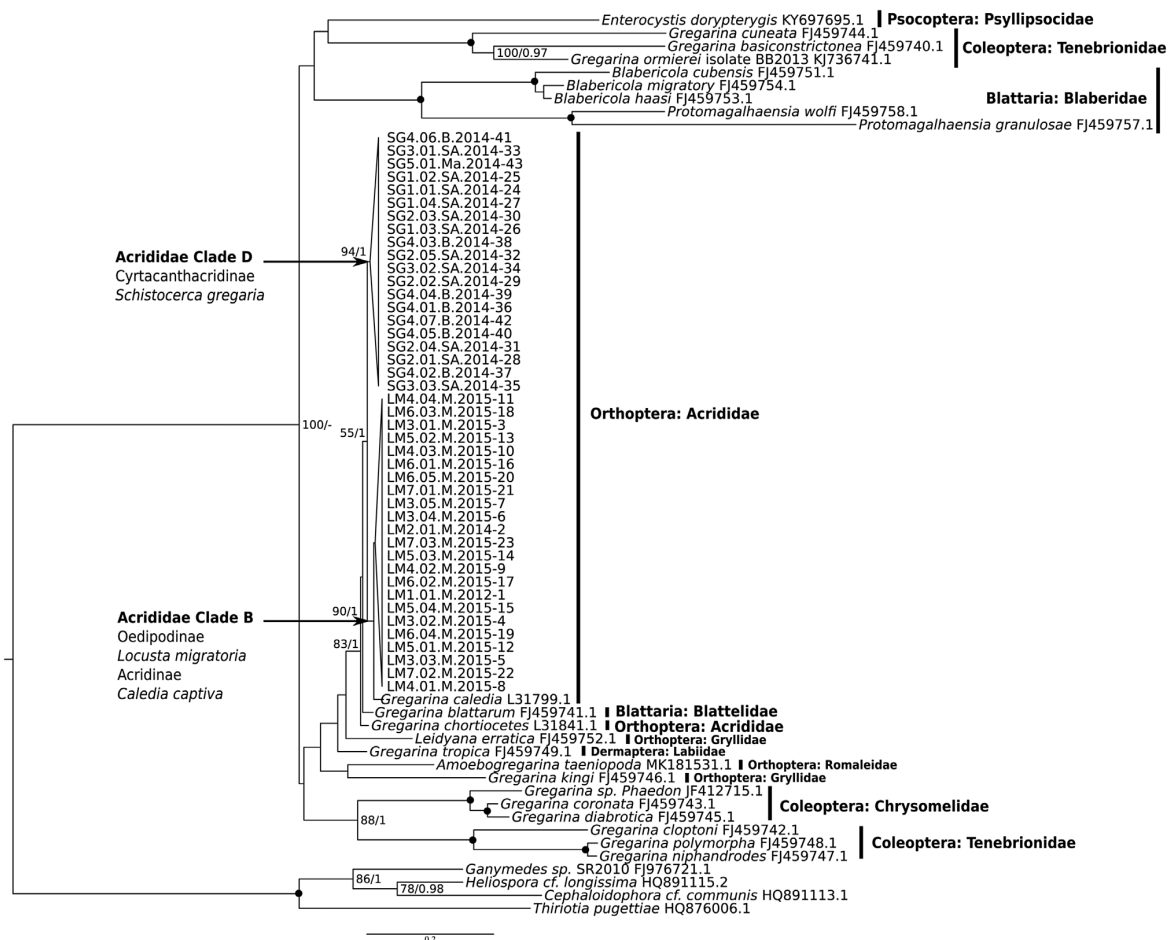 Enterocystis dorypterygis KY697695.1
Psocoptera: Psyllipsocidae
Gregarina cuneata FJ459744.1
Gregarina basiconstrictonea FJ459740.1
100/0.97
Gregarina ormierei isolate BB2013 KJ736741.1
Coleoptera: Tenebrionidae
Blabericola cubensis FJ459751.1
Blabericola migratory FJ459754.1
Blabericola haasi FJ459753.1
Protomagalhaensia wolfi FJ459758.1
Protomagalhaensia granulosae FJ459757.1
Blattaria: Blaberidae
SG4.06.B.2014-41
SG3.01.SA.2014-33
SG5.01.Ma.2014-43
SG1.02.SA.2014-25
SG1.01.SA.2014-24
SG1.04.SA.2014-27
SG2.03.SA.2014-30
SG1.03.SA.2014-26
SG4.03.B.2014-38
SG2.05.SA.2014-32
SG3.02.SA.2014-34
SG2.02.SA.2014-29
SG4.04.B.2014-39
SG4.01.B.2014-36
SG4.07.B.2014-42
SG4.05.B.2014-40
SG2.04.SA.2014-31
SG2.01.SA.2014-28
SG4.02.B.2014-37
SG3.03.SA.2014-35
94/1
Acrididae Clade D
Cyrtacanthacridinae
Schistocerca gregaria
LM4.04.M.2015-11
LM6.03.M.2015-18
LM3.01.M.2015-3
LM5.02.M.2015-13
LM4.03.M.2015-10
LM6.01.M.2015-16
LM6.05.M.2015-20
LM7.01.M.2015-21
LM3.05.M.2015-7
LM3.04.M.2015-6
LM2.01.M.2014-2
LM7.03.M.2015-23
LM5.03.M.2015-14
LM4.02.M.2015-9
LM6.02.M.2015-17
LM1.01.M.2012-1
LM5.04.M.2015-15
LM3.02.M.2015-4
LM6.04.M.2015-19
LM5.01.M.2015-12
LM3.03.M.2015-5
LM7.02.M.2015-22
LM4.01.M.2015-8
Orthoptera: Acrididae
100/-
55/1
90/1
83/1
Acrididae Clade B
Oedipodinae
Locusta migratoria
Acridinae
Caledia captiva
Gregarina caledia L31799.1
Gregarina blattarum FJ459741.1
Blattaria: Blattelidae
Gregarina chortiocetes L31841.1
Orthoptera: Acrididae
Leidyana erratica FJ459752.1
Orthoptera: Gryllidae
Gregarina tropica FJ459749.1
Dermaptera: Labiidae
Amoebogregarina taeniopoda MK181531.1
Orthoptera: Romaleidae
Gregarina kingi FJ459746.1
Orthoptera: Gryllidae
Gregarina sp. Phaedon JF412715.1
Gregarina coronata FJ459743.1
Gregarina diabrotica FJ459745.1
Coleoptera: Chrysomelidae
88/1
Gregarina cloptoni FJ459742.1
Gregarina polymorpha FJ459748.1
Gregarina niphandrodes FJ459747.1
Coleoptera: Tenebrionidae
Ganymedes sp. SR2010 FJ976721.1
86/1
Heliospora cf. longissima HQ891115.2
78/0.98
Cephaloidophora cf. communis HQ891113.1
Thiriotia pugettiae HQ876006.1
0.2